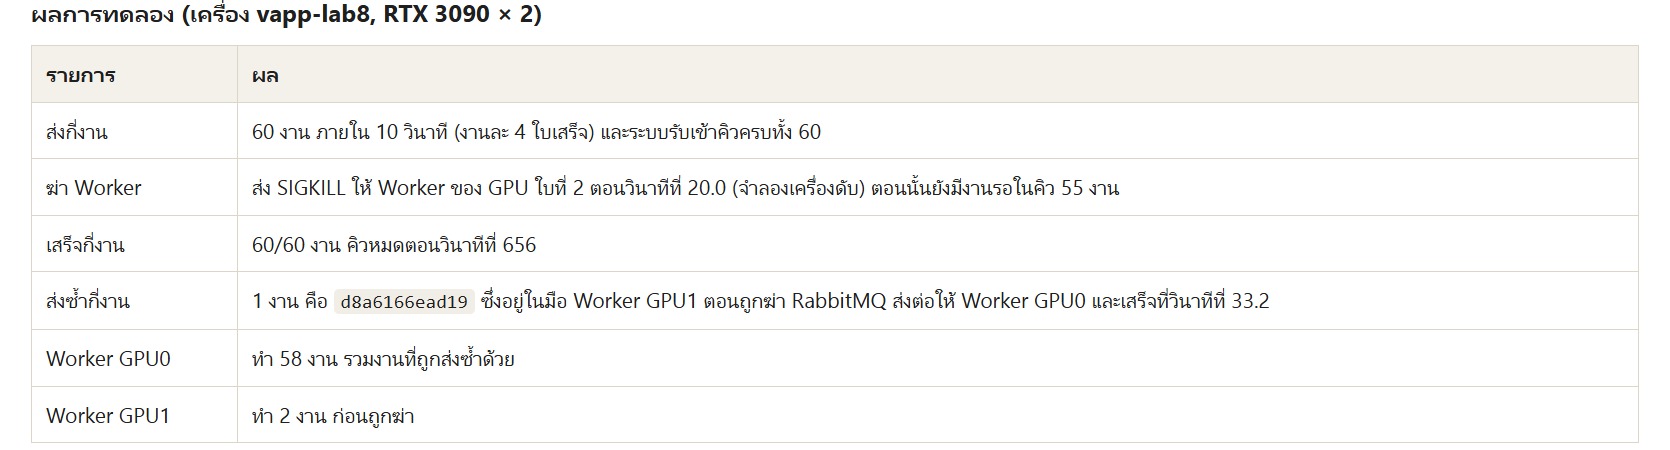 ผลการทดลอง (เครื่อง vapp-lab8, RTX 3090 × 2)
รายการ ผล
ส่งกี่งาน 60 งาน ภายใน 10 วินาที (งานละ 4 ใบเสร็จ) และระบบรับเข้าคิวครบทั้ง 60
ฆ่า Worker ส่ง SIGKILL ให้ Worker ของ GPU ใบที่ 2 ตอนวินาทีที่ 20.0 (จำลองเครื่องดับ) ตอนนั้นยังมีงานรอในคิว 55 งาน
เสร็จกี่งาน 60/60 งาน คิวหมดตอนวินาทีที่ 656
ส่งซ้ำกี่งาน 1 งาน คือ d8a6166ead19 ซึ่งอยู่ในมือ Worker GPU1 ตอนถูกฆ่า RabbitMQ ส่งต่อให้ Worker GPU0 และเสร็จที่วินาทีที่ 33.2
Worker GPU0 ทำ 58 งาน รวมงานที่ถูกส่งซ้ำด้วย
Worker GPU1 ทำ 2 งาน ก่อนถูกฆ่า